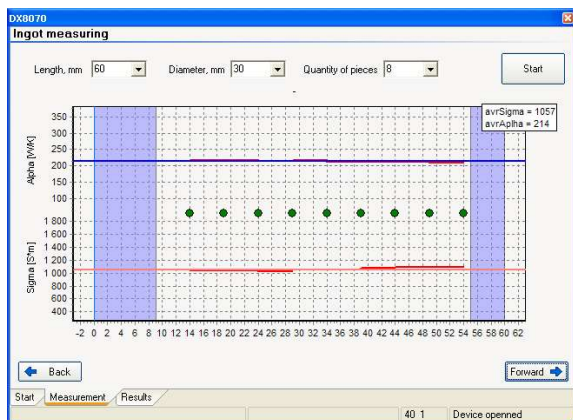 DX8070
Ingot measuring
Length, mm 60 Diameter, mm 30 Quantity of pieces 8 Start
-
avrSigma = 1057
avrAplha = 214
Alpha [V/K]
350
300
250
200
150
100
Sigma [S*m]
1 800
1 600
1 400
1 200
1 000
800
600
400
-2 0 2 4 6 8 10 12 14 16 18 20 22 24 26 28 30 32 34 36 38 40 42 44 46 48 50 52 54 56 58 60 62
Back Forward
Start Measurement Results
40 1 Device openned